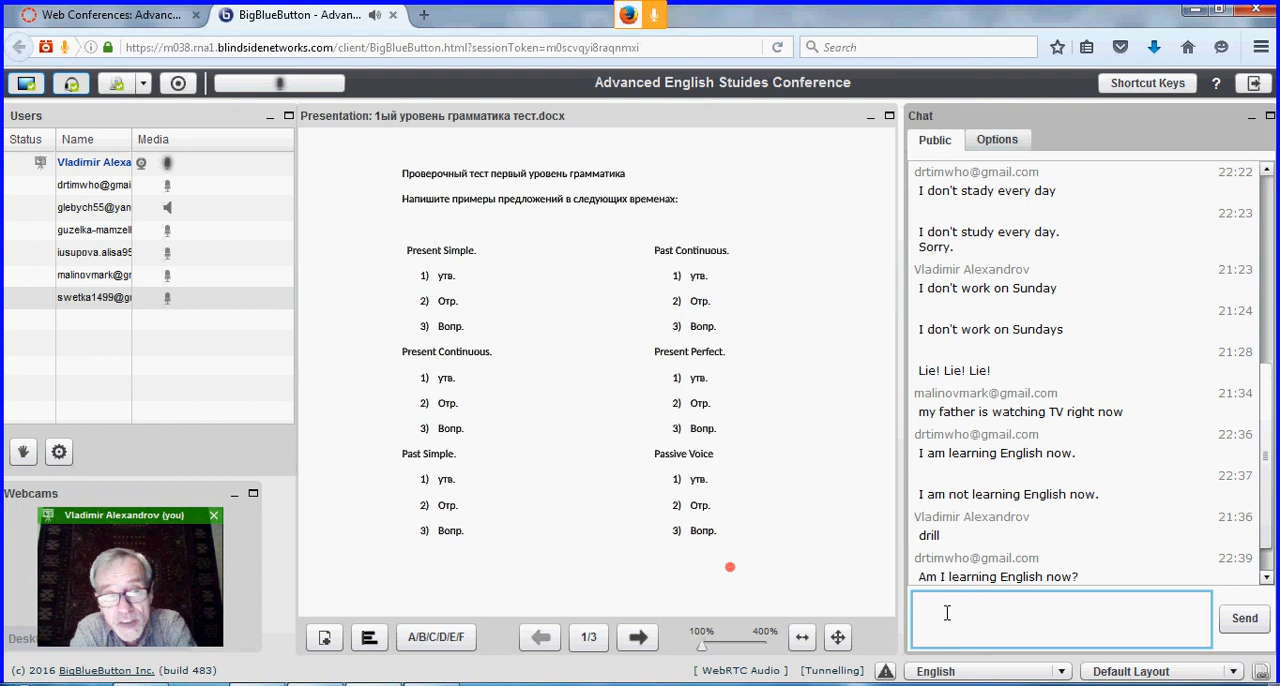 Web Conferences: Advanc...
BigBlueButton - Advan...
https://m038.rna1.blindsidenetworks.com/client/BigBlueButton.html?sessionToken=m0scvqyi8raqnmxi
Search
Advanced English Stuides Conference
Shortcut Keys
?
Users
Status Name Media
Vladimir Alexa
drtimwho@gmai
glebych55@yan
guzelka-mamzel
iusupova.alisa95
malinovmark@gr
swetka1499@g
Webcams
Vladimir Alexandrov (you)
Desk
Presentation: 1ый уровень грамматика тест.docx
Проверочный тест первый уровень грамматика
Напишите примеры предложений в следующих временах:
Present Simple.
1) утв.
2) Отр.
3) Вопр.
Present Continuous.
1) утв.
2) Отр.
3) Вопр.
Past Simple.
1) утв.
2) Отр.
3) Вопр.
Past Continuous.
1) утв.
2) Отр.
3) Вопр.
Present Perfect.
1) утв.
2) Отр.
3) Вопр.
Passive Voice
1) утв.
2) Отр.
3) Вопр.
A/B/C/D/E/F
1/3
100% 400%
Chat
Public Options
drtimwho@gmail.com 22:22
I don't stady every day
22:23
I don't study every day.
Sorry.
Vladimir Alexandrov 21:23
I don't work on Sunday
21:24
I don't work on Sundays
21:28
Lie! Lie! Lie!
malinovmark@gmail.com 21:34
my father is watching TV right now
drtimwho@gmail.com 22:36
I am learning English now.
22:37
I am not learning English now.
Vladimir Alexandrov 21:36
drill
drtimwho@gmail.com 22:39
Am I learning English now?
Send
(c) 2016 BigBlueButton Inc. (build 483)
[ WebRTC Audio ] [Tunnelling]
English
Default Layout